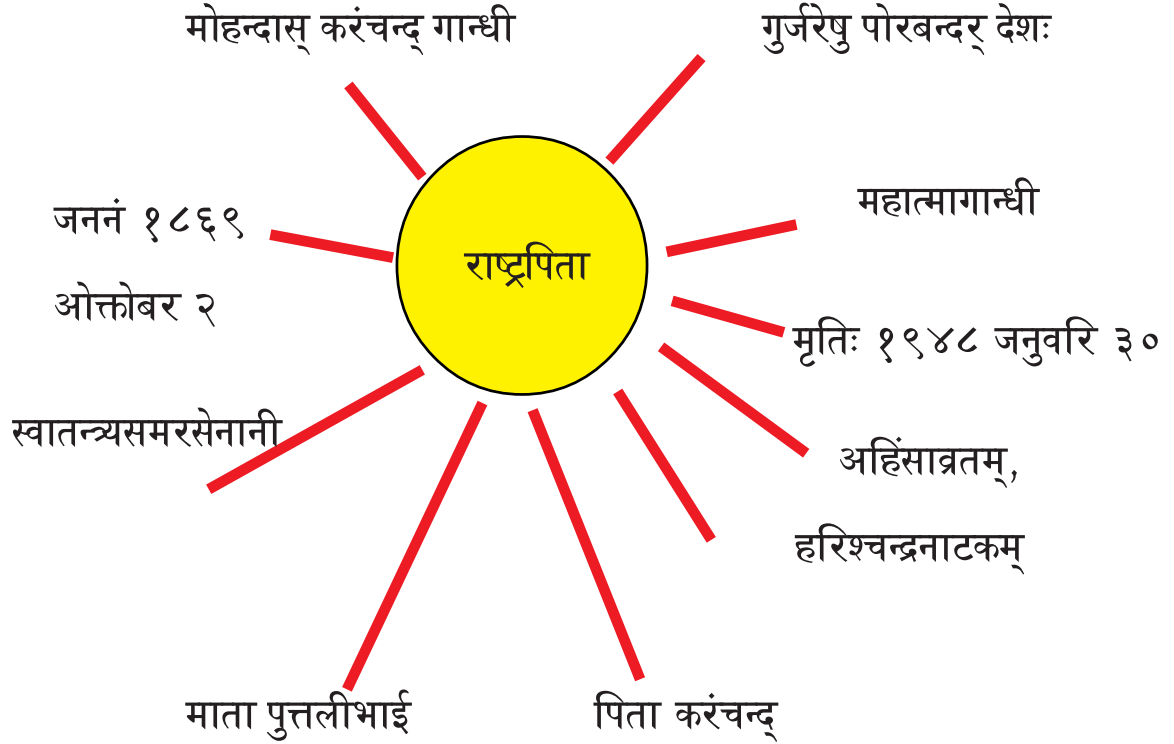 मोहन्दास् करंचन्द् गान्धी
गुर्जरेषु पोरबन्दर् देशः
महात्मागान्धी
जननं १८६९
ओक्तोबर २
राष्ट्रपिता
मृतिः १९४८ जनुवरि ३०
स्वातन्त्र्यसमरसेनानी
अहिंसाव्रतम्,
हरिश्चन्द्रनाटकम्
माता पुत्तलीभाई
पिता करंचन्द्